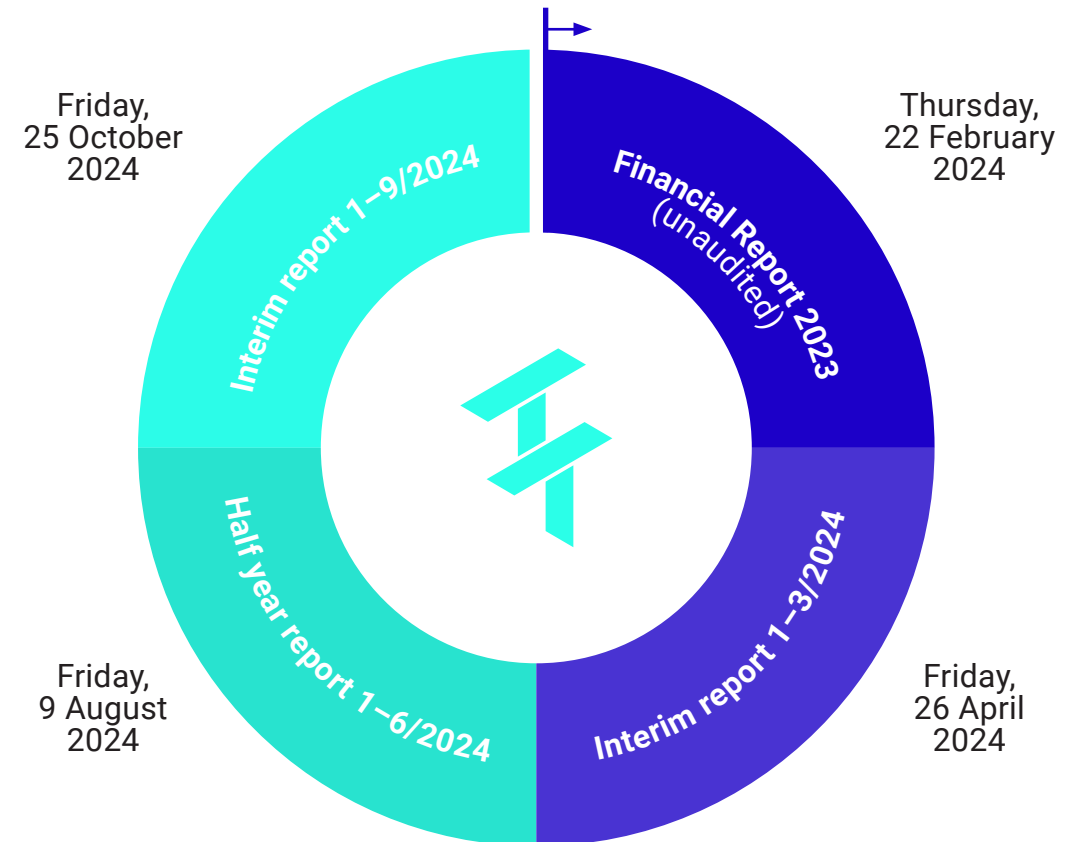 Friday,
25 October
2024
Thursday,
22 February
2024
Interim report 1–9/2024
Financial Report 2023
(unaudited)
Half year report 1–6/2024
Interim report 1–3/2024
Friday,
9 August
2024
Friday,
26 April
2024